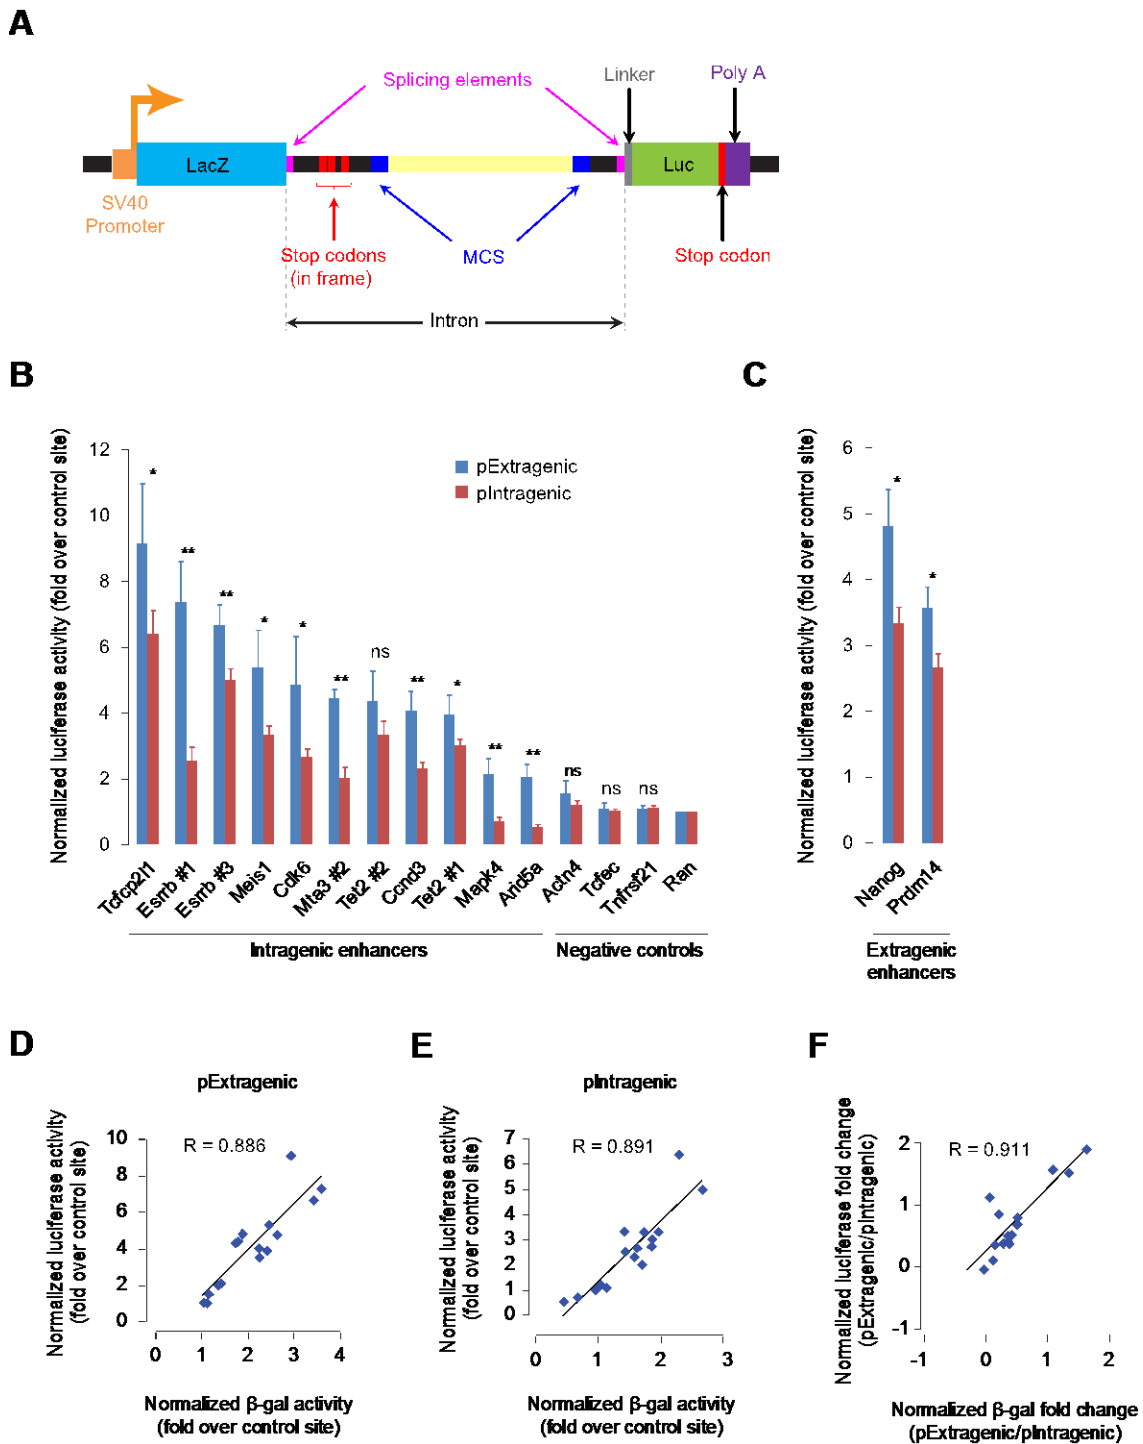 A
Splicing elements
Linker
Poly A
LacZ
Luc
SV40
Promoter
Stop codons
(in frame)
MCS
Stop codon
Intron
B
Normalized luciferase activity (fold over control site)
12
10
8
6
4
2
0
pExtragenic
pIntragenic
*
**
**
*
*
**
ns
**
*
**
**
ns
ns
ns
Tcfcp2l1
Esrrb #1
Esrrb #3
Meis1
Cdk6
Mta3 #2
Tet2 #2
Ccnd3
Tet2 #1
Mapk4
Arid5a
Actn4
Tcfec
Tnfrsf21
Ran
Intragenic enhancers
Negative controls
C
Normalized luciferase activity (fold over control site)
6
5
4
3
2
1
0
*
*
Nanog
Prdm14
Extragenic
enhancers
D
pExtragenic
Normalized luciferase activity
(fold over control site)
10
8
6
4
2
0
R = 0.886
0 1 2 3 4
Normalized β-gal activity
(fold over control site)
E
pIntragenic
Normalized luciferase activity
(fold over control site)
7
6
5
4
3
2
1
0
R = 0.891
0 1 2 3
Normalized β-gal activity
(fold over control site)
F
Normalized luciferase fold change
(pExtragenic/pIntragenic)
2
1
0
-1
R = 0.911
-1 0 1 2
Normalized β-gal fold change
(pExtragenic/pIntragenic)